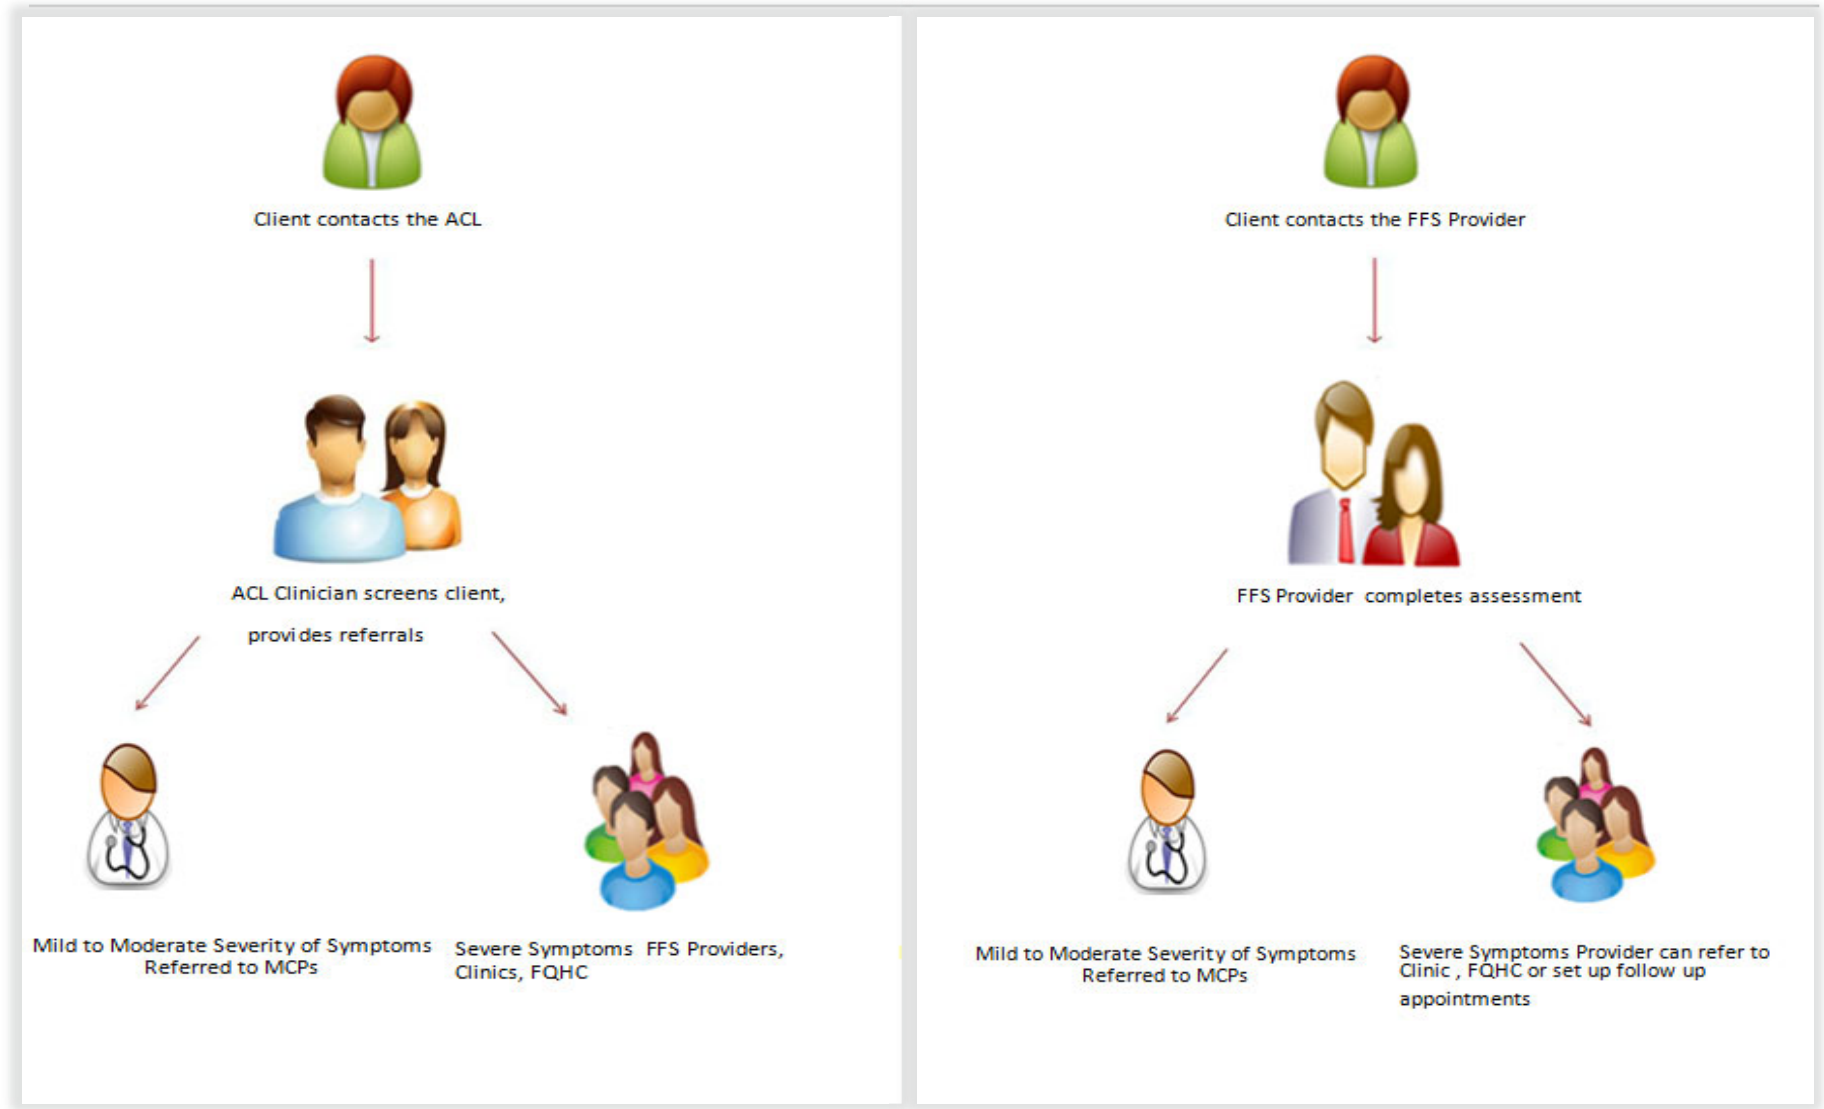 Client contacts the ACL
ACL Clinician screens client,
provides referrals
Mild to Moderate Severity of Symptoms
Referred to MCPs
Severe Symptoms FFS Providers,
Clinics, FQHC
Client contacts the FFS Provider
FFS Provider completes assessment
Mild to Moderate Severity of Symptoms
Referred to MCPs
Severe Symptoms Provider can refer to
Clinic , FQHC or set up follow up
appointments